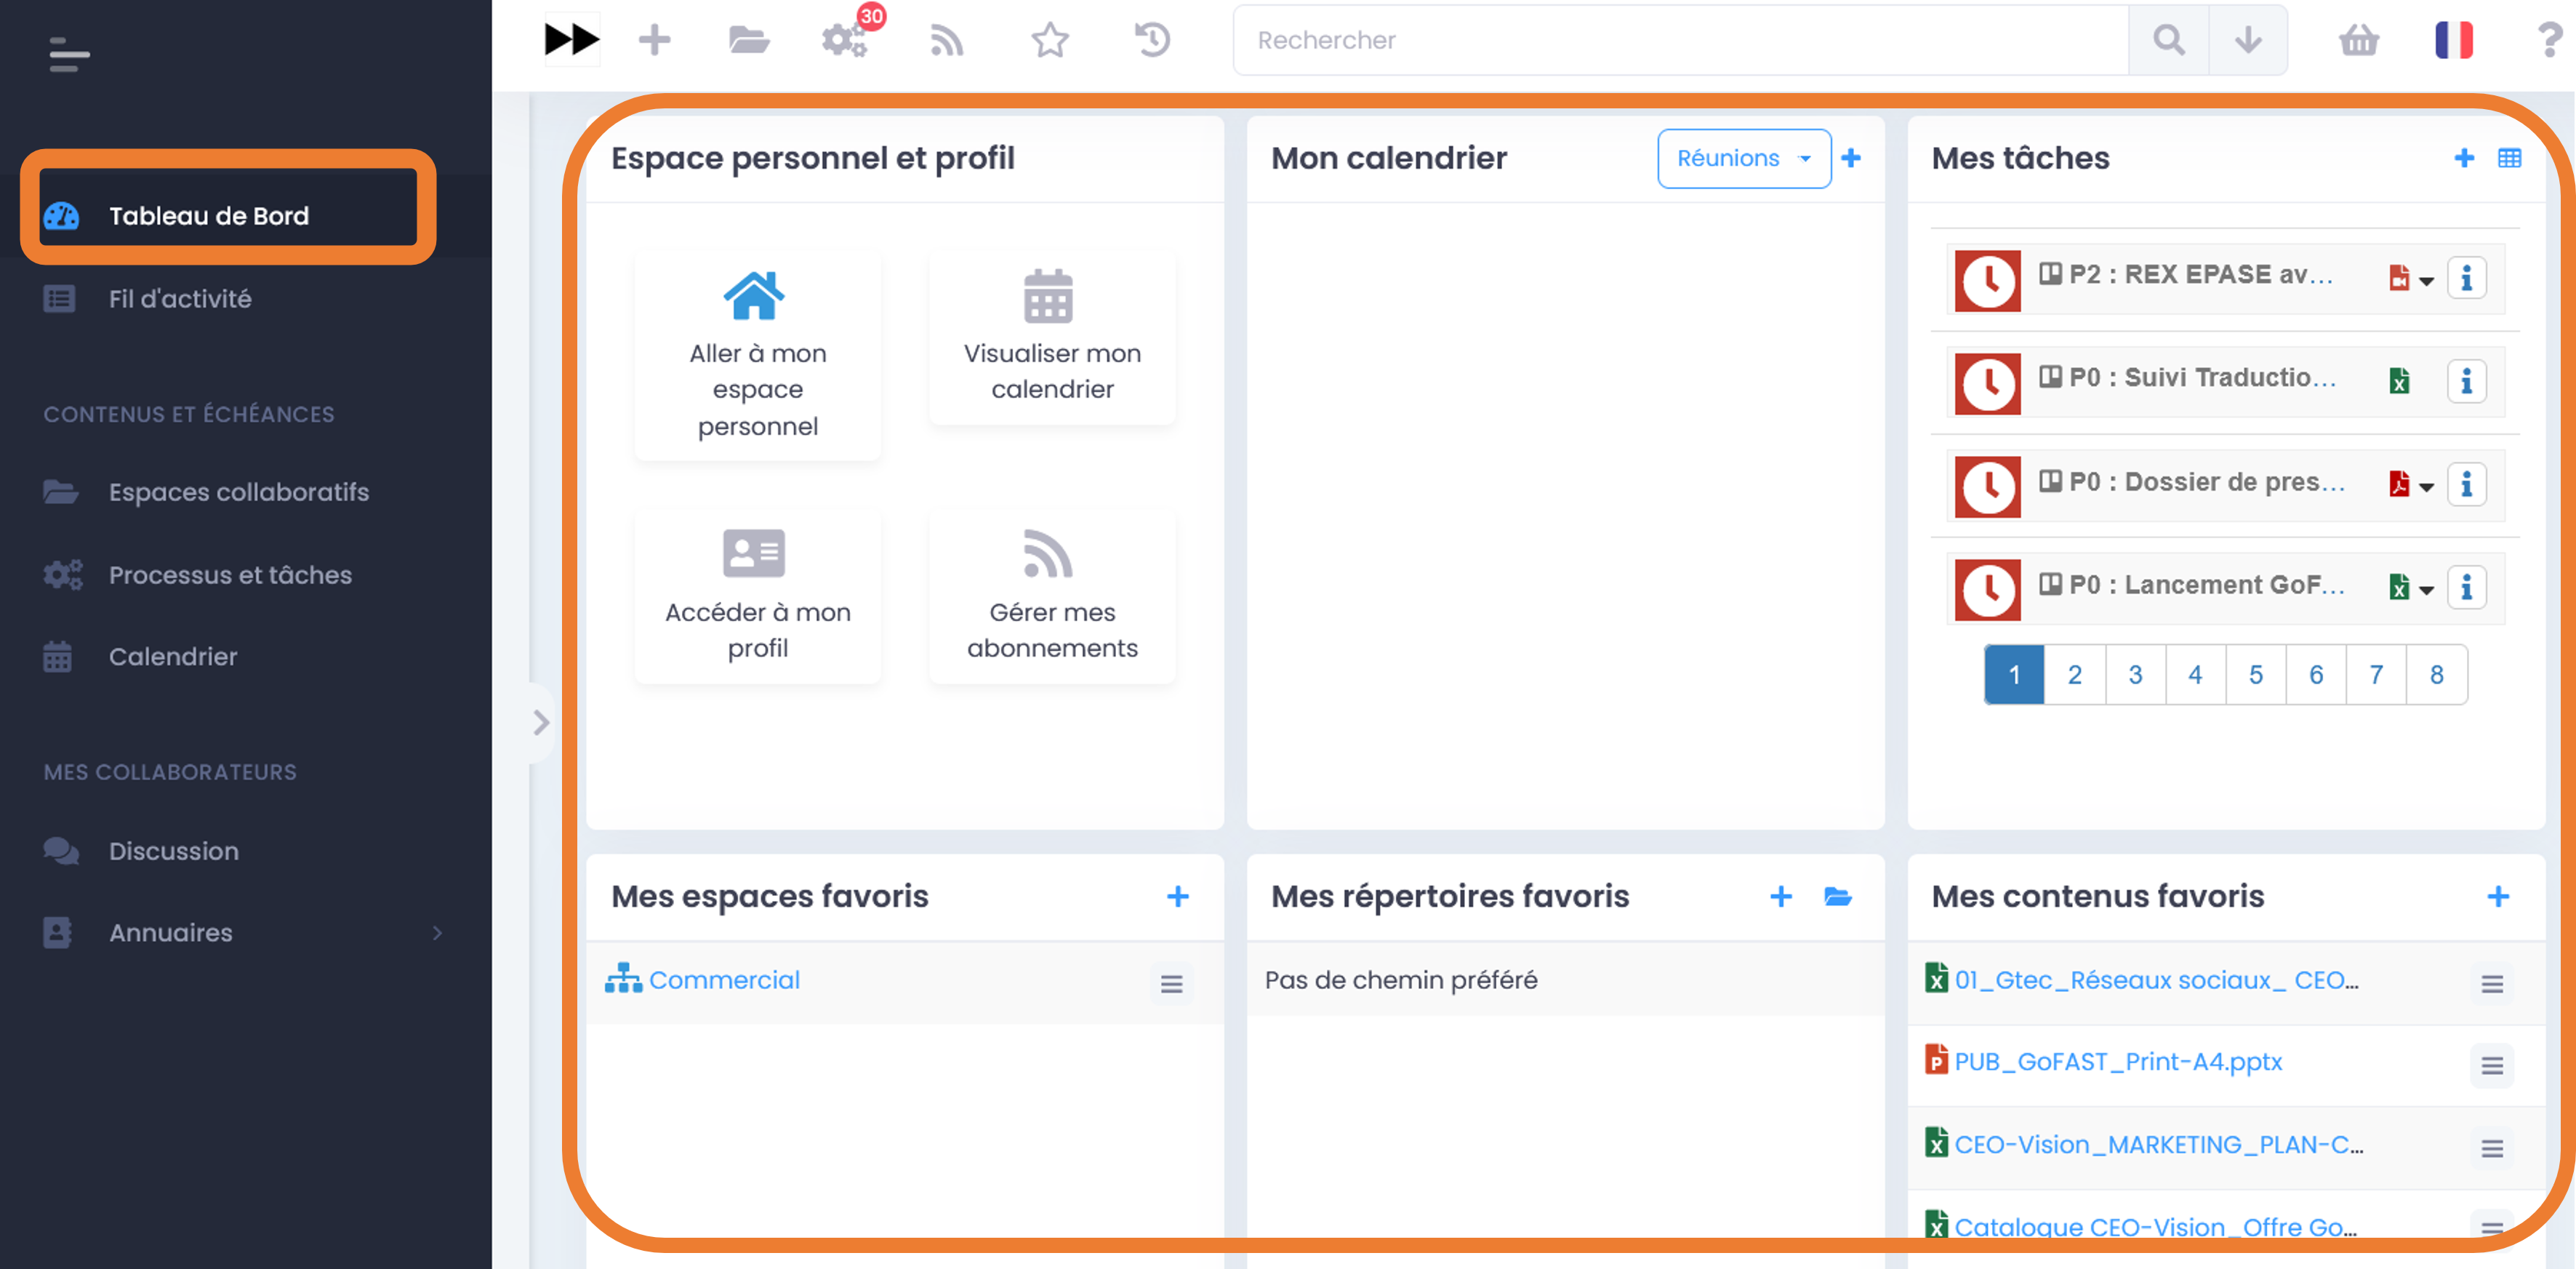 30
Rechercher
Tableau de Bord
Fil d'activité
CONTENUS ET ÉCHÉANCES
Espaces collaboratifs
Processus et tâches
Calendrier
MES COLLABORATEURS
Discussion
Annuaires
Espace personnel et profil
Aller à mon
espace
personnel
Visualiser mon
calendrier
Accéder à mon
profil
Gérer mes
abonnements
Mon calendrier
Réunions
Mes tâches
P2 : REX EPASE av...
P0 : Suivi Traductio...
P0 : Dossier de pres...
P0 : Lancement GoF...
1 2 3 4 5 6 7 8
Mes espaces favoris
Commercial
Mes répertoires favoris
Pas de chemin préféré
Mes contenus favoris
01_Gtec_Réseaux sociaux_ CEO...
PUB_GoFAST_Print-A4.pptx
CEO-Vision_MARKETING_PLAN-C...
Catalogue CEO-Vision_Offre Go...